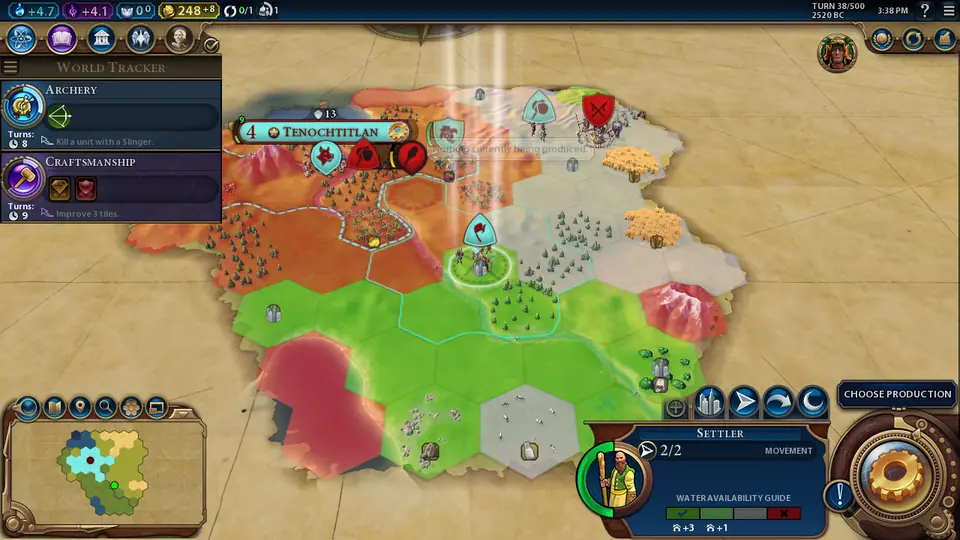 +4.7 +4.1 0 0 248 +8 0/1 1
TURN 38/500
2520 BC
3:38 PM ?
WORLD TRACKER
ARCHERY
Turns:
8
Kill a unit with a Slinger.
CRAFTSMANSHIP
Turns:
9
Improve 3 tiles.
13
9
4 TENOCHTITLAN
Nothing currently being produced.
CHOOSE PRODUCTION
SETTLER
2/2 MOVEMENT
WATER AVAILABILITY GUIDE
+3 +1